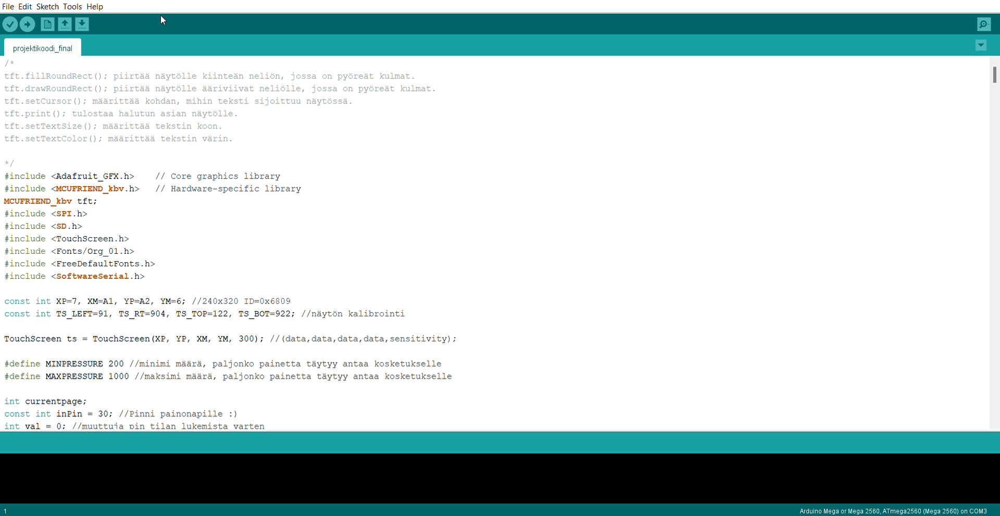 File Edit Sketch Tools Help
projektikoodi_final
/*
tft.fillRoundRect(); piirtää näytölle kiinteän neliön, jossa on pyöreät kulmat.
tft.drawRoundRect(); piirtää näytölle ääriviivat neliölle, jossa on pyöreät kulmat.
tft.setCursor(); määrittää kohdan, mihin teksti sijoittuu näytössä.
tft.print(); tulostaa halutun asian näytölle.
tft.setTextSize(); määrittää tekstin koon.
tft.setTextColor(); määrittää tekstin värin.
*/
#include <Adafruit_GFX.h>    // Core graphics library
#include <MCUFRIEND_kbv.h>   // Hardware-specific library
MCUFRIEND_kbv tft;
#include <SPI.h>
#include <SD.h>
#include <TouchScreen.h>
#include <Fonts/Org_01.h>
#include <FreeDefaultFonts.h>
#include <SoftwareSerial.h>
const int XP=7, XM=A1, YP=A2, YM=6; //240x320 ID=0x6809
const int TS_LEFT=91, TS_RT=904, TS_TOP=122, TS_BOT=922; //näytön kalibrointi
TouchScreen ts = TouchScreen(XP, YP, XM, YM, 300); //(data,data,data,data,sensitivity);
#define MINPRESSURE 200 //minimi määrä, paljonko painetta täytyy antaa kosketukselle
#define MAXPRESSURE 1000 //maksimi määrä, paljonko painetta täytyy antaa kosketukselle
int currentpage;
const int inPin = 30; //Pinni painonapille :)
int val = 0; //muuttuja pin tilan lukemista varten
1
Arduino Mega or Mega 2560, ATmega2560 (Mega 2560) on COM3